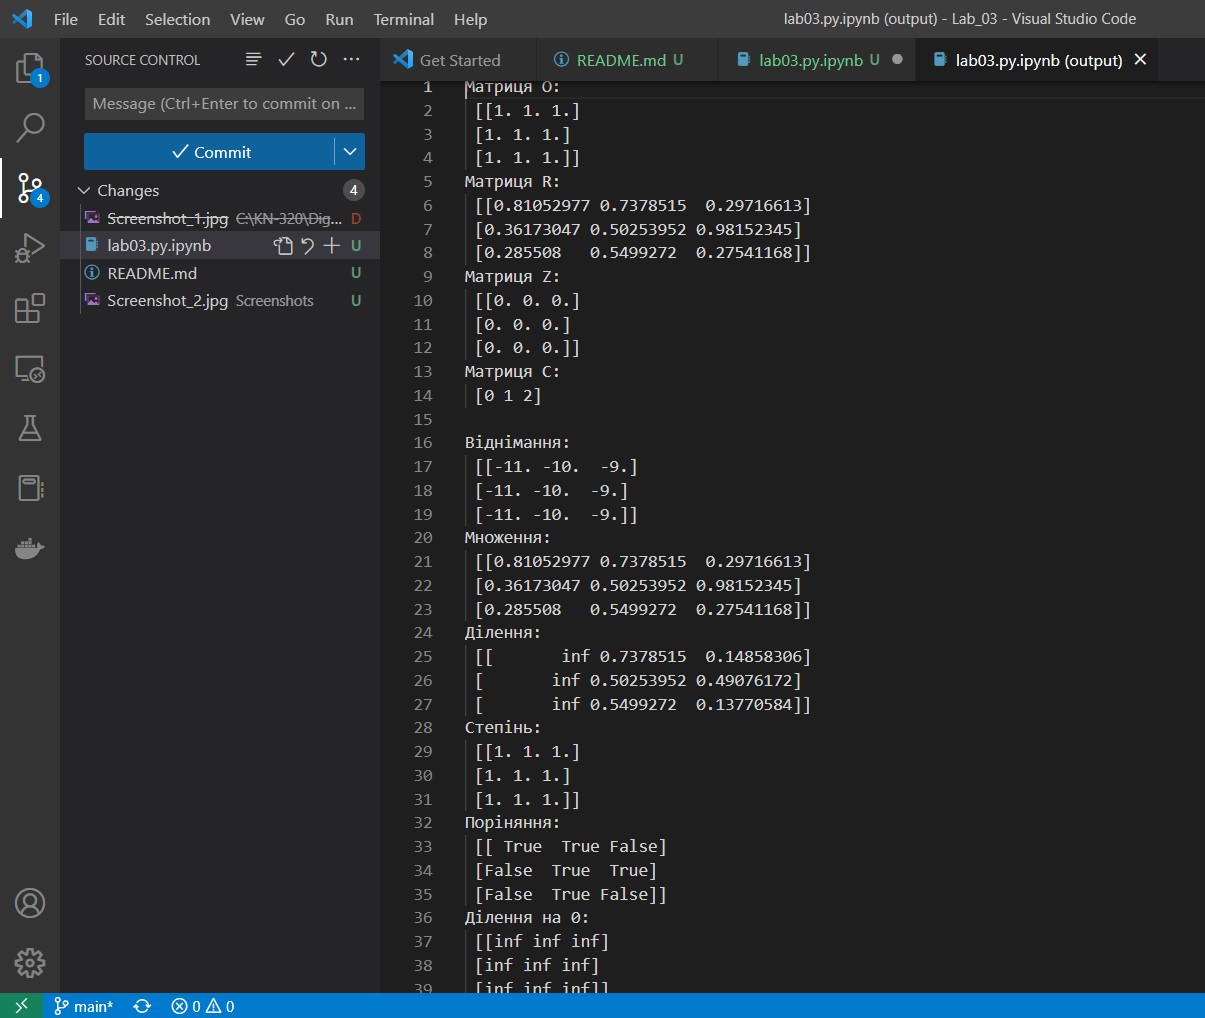 File Edit Selection View Go Run Terminal Help lab03.py.ipynb (output) - Lab_03 - Visual Studio Code
SOURCE CONTROL
Get Started README.md U lab03.py.ipynb U lab03.py.ipynb (output)
1
Message (Ctrl+Enter to commit on ...
Commit
Changes 4
Screenshot_1.jpg C:\KN-320\Dig... D
lab03.py.ipynb U
README.md U
Screenshot_2.jpg Screenshots U
4
1 Матриця O:
2 [[1. 1. 1.]
3 [1. 1. 1.]
4 [1. 1. 1.]]
5 Матриця R:
6 [[0.81052977 0.7378515  0.29716613]
7 [0.36173047 0.50253952 0.98152345]
8 [0.285508   0.5499272  0.27541168]]
9 Матриця Z:
10 [[0. 0. 0.]
11 [0. 0. 0.]
12 [0. 0. 0.]]
13 Матриця C:
14 [0 1 2]
15
16 Віднімання:
17 [[-11. -10.  -9.]
18 [-11. -10.  -9.]
19 [-11. -10.  -9.]]
20 Множення:
21 [[0.81052977 0.7378515  0.29716613]
22 [0.36173047 0.50253952 0.98152345]
23 [0.285508   0.5499272  0.27541168]]
24 Ділення:
25 [[       inf 0.7378515  0.14858306]
26 [       inf 0.50253952 0.49076172]
27 [       inf 0.5499272  0.13770584]]
28 Степінь:
29 [[1. 1. 1.]
30 [1. 1. 1.]
31 [1. 1. 1.]]
32 Поріняння:
33 [[ True  True False]
34 [False  True  True]
35 [False  True False]]
36 Ділення на 0:
37 [[inf inf inf]
38 [inf inf inf]
39 [inf inf inf]]
main* 0 0